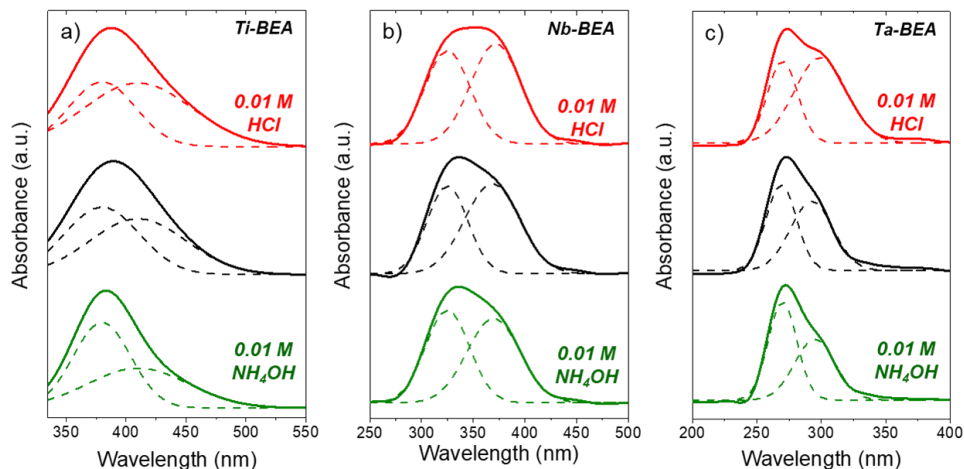 a)
Ti-BEA
0.01 M
HCl
0.01 M
NH₄OH
350
400
450
500
550
Wavelength (nm)
Absorbance (a.u.)
b)
Nb-BEA
0.01 M
HCl
0.01 M
NH₄OH
250
300
350
400
450
500
Wavelength (nm)
Absorbance (a.u.)
c)
Ta-BEA
0.01 M
HCl
0.01 M
NH₄OH
200
250
300
350
400
Wavelength (nm)
Absorbance (a.u.)